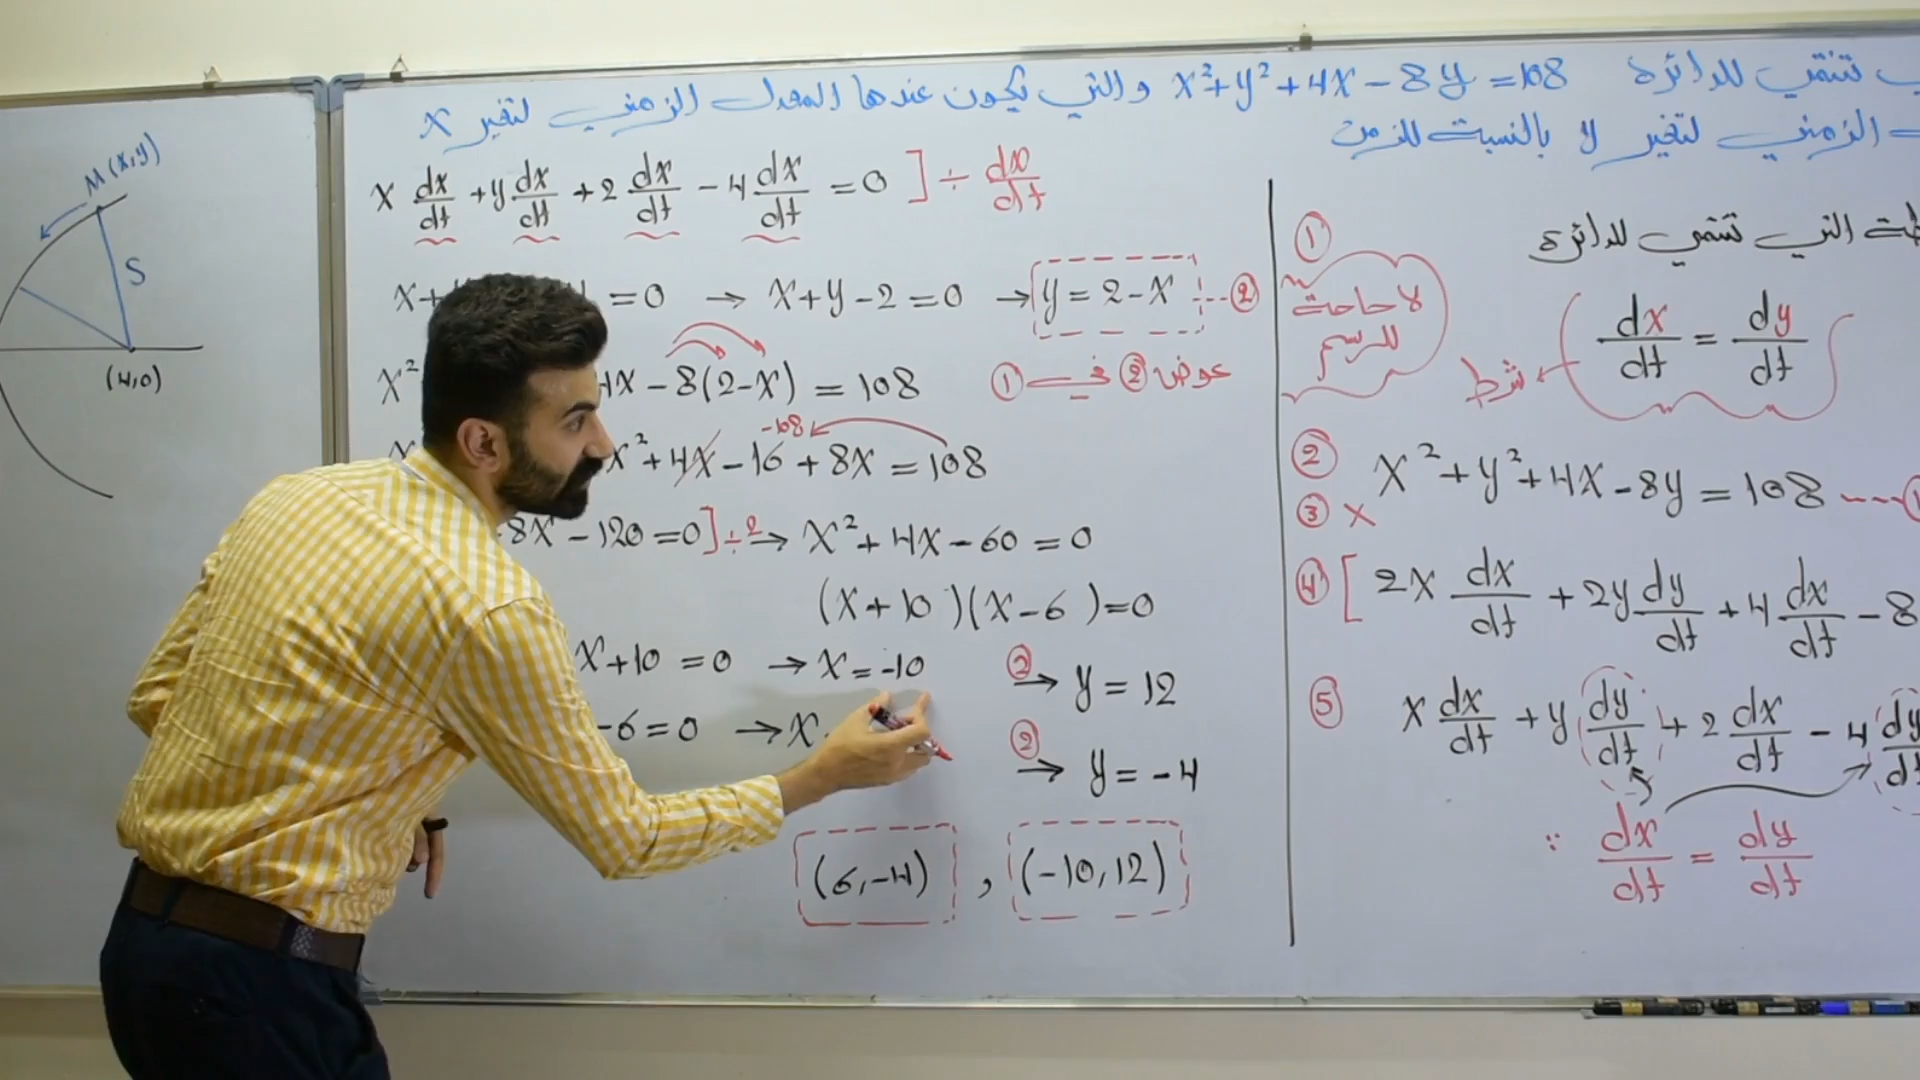 تنتمي للدائرة x²+y²+4x-8y=108 والتي يكون عندها المعدل الزمني لتغير x
الزمني لتغير y بالنسبة للزمن
M(x,y)
S
(4,0)
①
لا حاجة
للرسم
التي تنتمي للدائرة
شرط
dx/dt = dy/dt
② x²+y²+4x-8y=108
③ ×
④ [2x dx/dt + 2y dy/dt + 4 dx/dt - 8
⑤ x dx/dt + y dy/dt + 2 dx/dt - 4 dy/dt
∵ dx/dt = dy/dt
x dx/dt + y dx/dt + 2 dx/dt - 4 dx/dt = 0 ] ÷ dx/dt
x+ =0 → x+y-2=0 → y=2-x ---②
x² 4x-8(2-x)=108 عوض ② في ①
x²+4x-16+8x=108
-108
8x-120=0]÷2 → x²+4x-60=0
(x+10)(x-6)=0
x+10=0 → x=-10 ②→ y=12
-6=0 → x ②→ y=-4
(6,-4) , (-10,12)